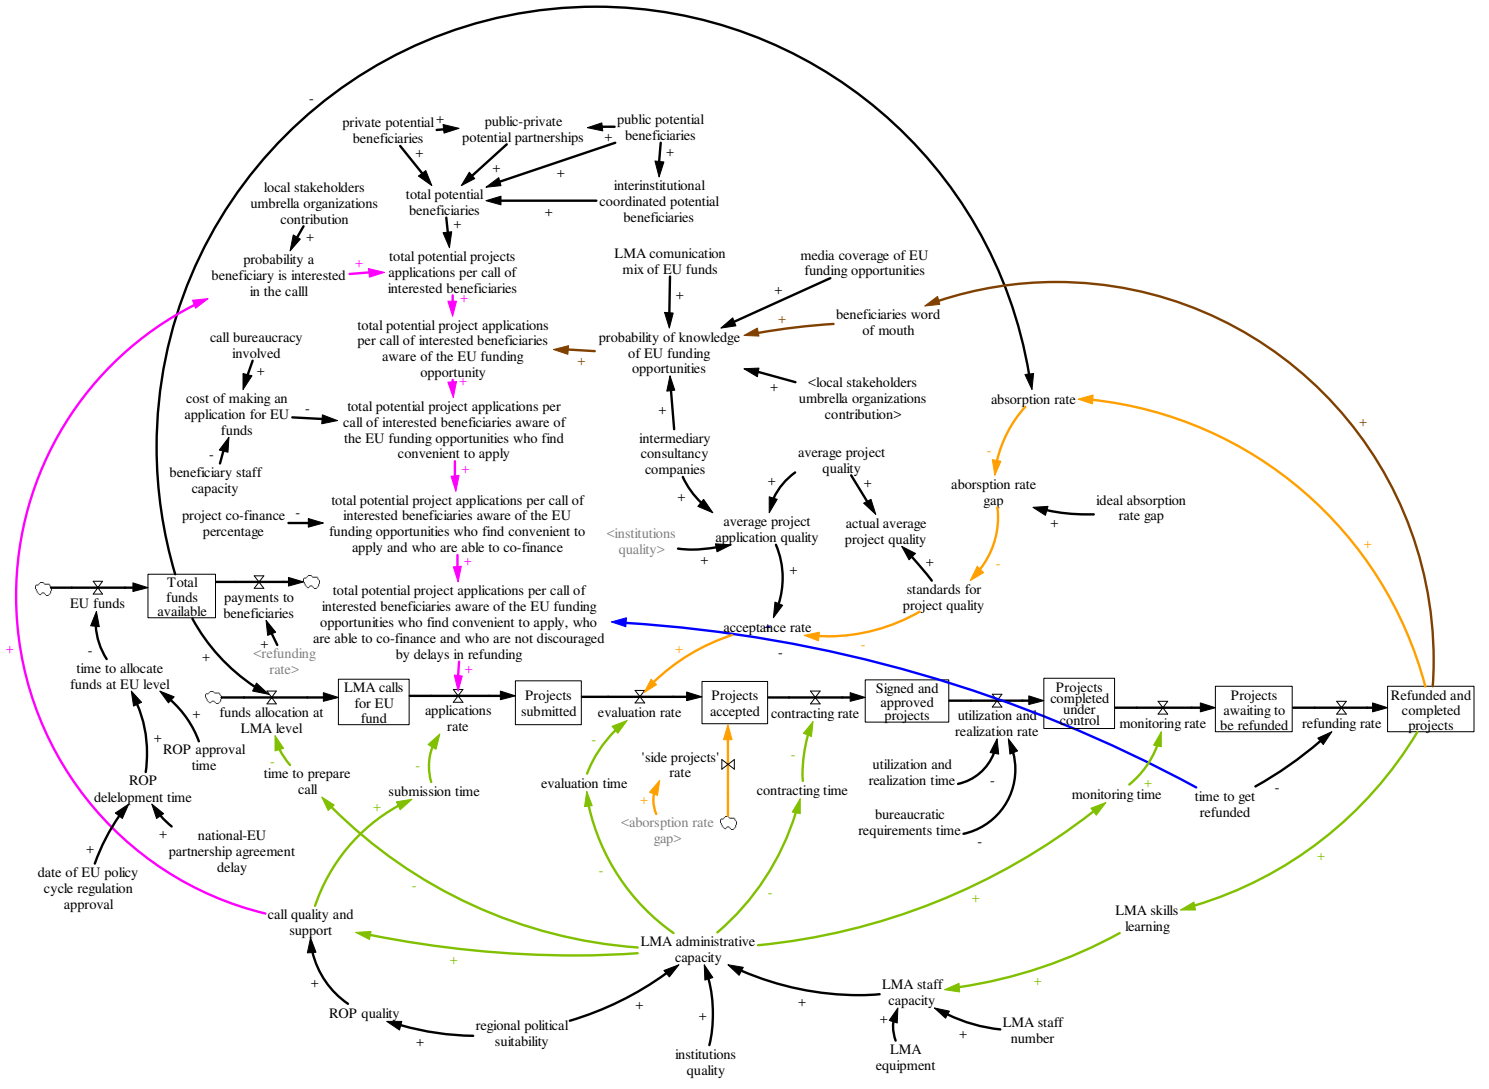 -
private potential
beneficiaries
+
public-private
potential partnerships
public potential
beneficiaries
+
+
+
+
+
local stakeholders
umbrella organizations
contribution
total potential
beneficiaries
interinstitutional
coordinated potential
beneficiaries
+
+
+
probability a
beneficiary is interested
in the calll
+
total potential projects
applications per call of
interested beneficiaries
LMA comunication
mix of EU funds
media coverage of EU
funding opportunities
+
+
+
call bureaucracy
involved
total potential project applications
per call of interested beneficiaries
aware of the EU funding
opportunity
+
probability of knowledge
of EU funding
opportunities
+
beneficiaries word
of mouth
+
+
+
<local stakeholders
umbrella organizations
contribution>
absorption rate
cost of making an
application for EU
funds
-
total potential project applications per
call of interested beneficiaries aware of
the EU funding opportunities who find
convenient to apply
+
+
-
beneficiary staff
capacity
+
intermediary
consultancy
companies
average project
quality
-
aborsption rate
gap
ideal absorption
rate gap
+
project co-finance
percentage
-
total potential project applications per call of
interested beneficiaries aware of the EU
funding opportunities who find convenient to
apply and who are able to co-finance
+
+
+
average project
application quality
actual average
project quality
<institutions
quality>
+
+
+
+
-
EU funds
Total
funds
available
payments to
beneficiaries
total potential project applications per call of
interested beneficiaries aware of the EU funding
opportunities who find convenient to apply, who
are able to co-finance and who are not discouraged
by delays in refunding
+
standards for
project quality
acceptance rate
-
-
+
+
-
+
+
<refunding
rate>
time to allocate
funds at EU level
+
+
funds allocation at
LMA level
LMA calls
for EU
fund
applications
rate
Projects
submitted
evaluation rate
Projects
accepted
contracting rate
Signed and
approved
projects
utilization and
realization rate
Projects
completed
under
control
monitoring rate
Projects
awaiting to
be refunded
refunding rate
Refunded and
completed
projects
+
+
ROP approval
time
-
time to prepare
call
-
submission time
-
evaluation time
'side projects'
rate
-
contracting time
utilization and
realization time
-
+
monitoring time
-
time to get
refunded
ROP
delelopment time
+
+
<aborsption rate
gap>
bureaucratic
requirements time
-
+
national-EU
partnership agreement
delay
+
date of EU policy
cycle regulation
approval
-
-
-
+
+
call quality and
support
+
LMA administrative
capacity
LMA skills
learning
+
+
ROP quality
+
regional political
suitability
+
+
institutions
quality
+
LMA staff
capacity
+
LMA
equipment
+
LMA staff
number